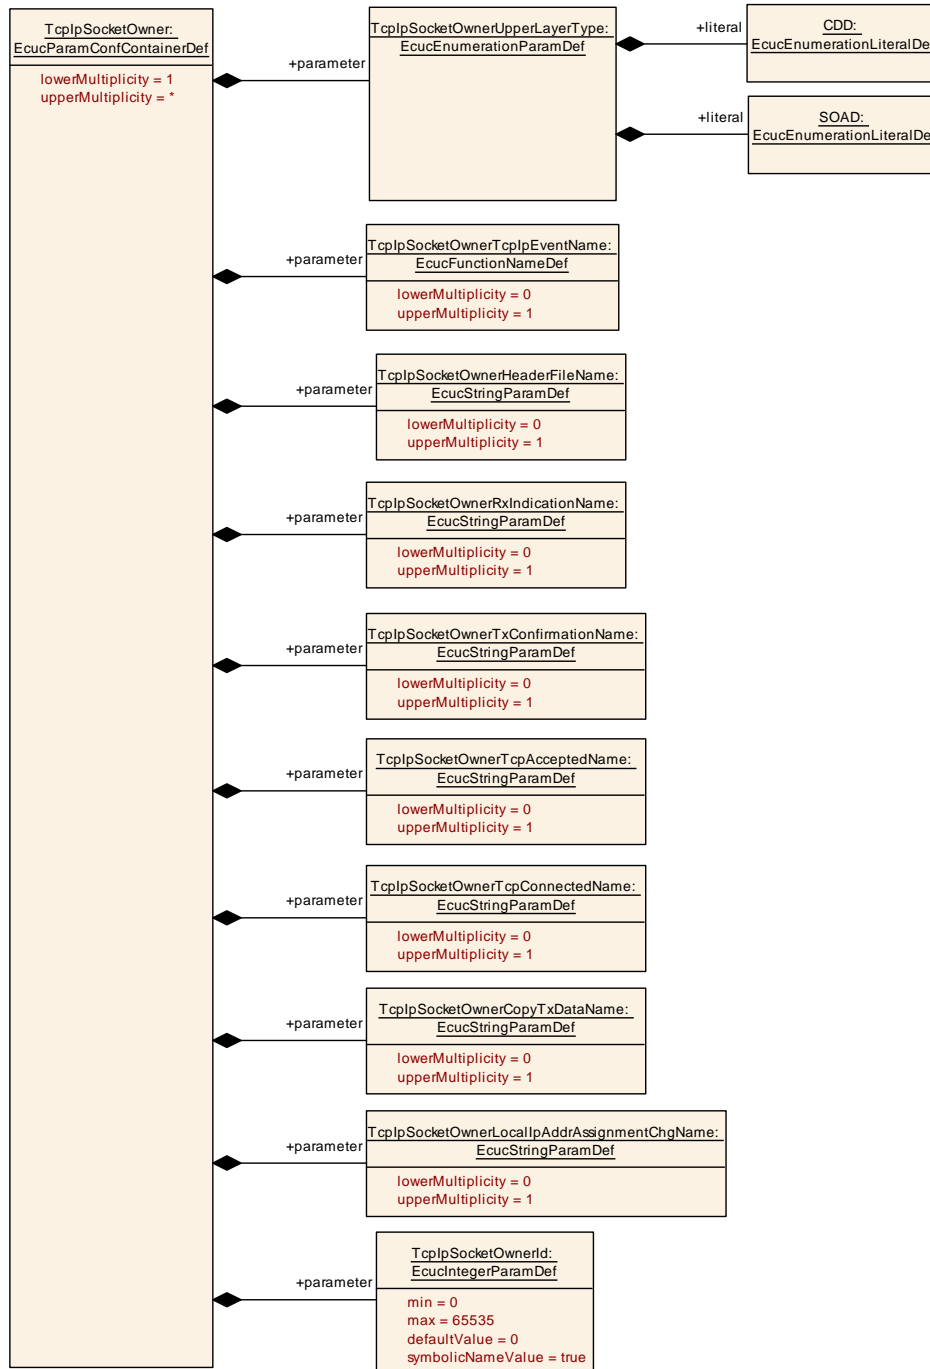 TcpIpSocketOwner:
EcucParamConfContainerDef
lowerMultiplicity = 1
upperMultiplicity = *
+parameter
TcpIpSocketOwnerUpperLayerType:
EcucEnumerationParamDef
+literal
CDD:
EcucEnumerationLiteralDe
+literal
SOAD:
EcucEnumerationLiteralDe
+parameter
TcpIpSocketOwnerTcpIpEventName:
EcucFunctionNameDef
lowerMultiplicity = 0
upperMultiplicity = 1
+parameter
TcpIpSocketOwnerHeaderFileName:
EcucStringParamDef
lowerMultiplicity = 0
upperMultiplicity = 1
+parameter
TcpIpSocketOwnerRxIndicationName:
EcucStringParamDef
lowerMultiplicity = 0
upperMultiplicity = 1
+parameter
TcpIpSocketOwnerTxConfirmationName:
EcucStringParamDef
lowerMultiplicity = 0
upperMultiplicity = 1
+parameter
TcpIpSocketOwnerTcpAcceptedName:
EcucStringParamDef
lowerMultiplicity = 0
upperMultiplicity = 1
+parameter
TcpIpSocketOwnerTcpConnectedName:
EcucStringParamDef
lowerMultiplicity = 0
upperMultiplicity = 1
+parameter
TcpIpSocketOwnerCopyTxDataName:
EcucStringParamDef
lowerMultiplicity = 0
upperMultiplicity = 1
+parameter
TcpIpSocketOwnerLocalIpAddrAssignmentChgName:
EcucStringParamDef
lowerMultiplicity = 0
upperMultiplicity = 1
+parameter
TcpIpSocketOwnerId:
EcucIntegerParamDef
min = 0
max = 65535
defaultValue = 0
symbolicNameValue = true